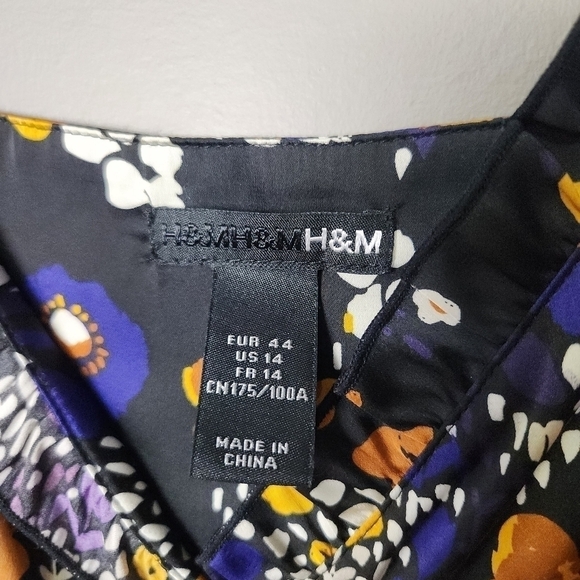 H&MH&MH&M
EUR 44
US 14
FR 14
CN175/100A
MADE IN
CHINA